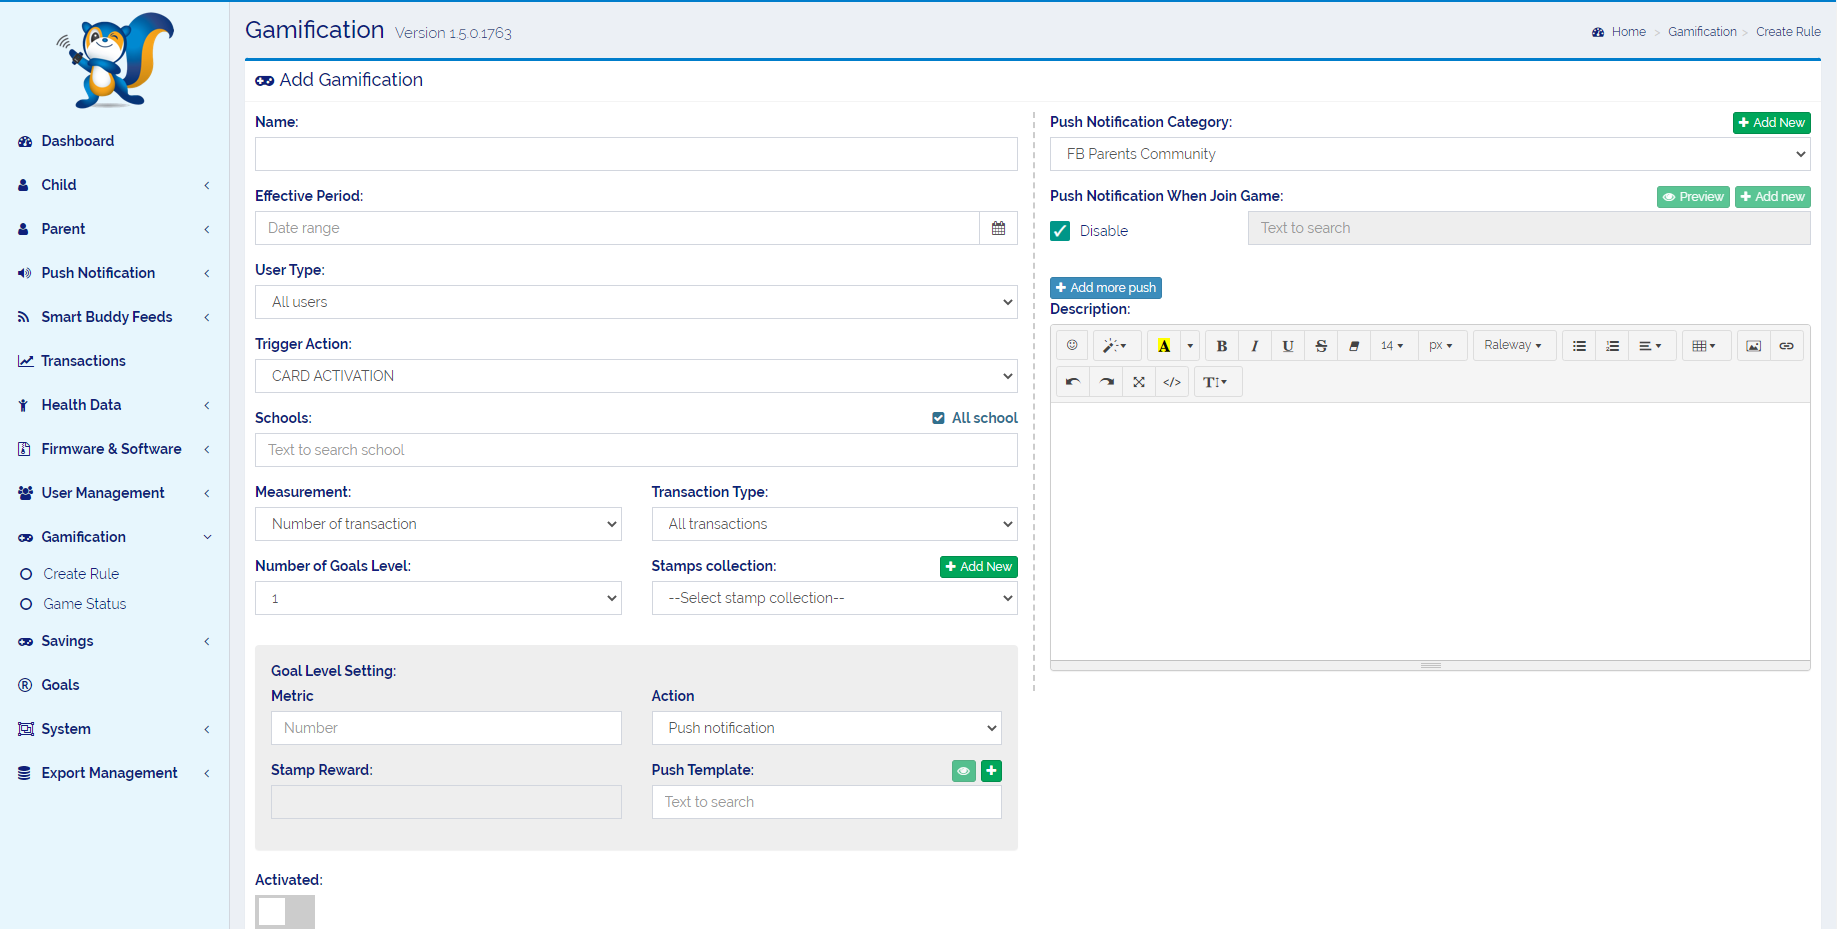 Gamification Version 1.5.0.1763
Home > Gamification > Create Rule
Dashboard
Child
Parent
Push Notification
Smart Buddy Feeds
Transactions
Health Data
Firmware & Software
User Management
Gamification
Create Rule
Game Status
Savings
Goals
System
Export Management
Add Gamification
Name:
Effective Period:
Date range
User Type:
All users
Trigger Action:
CARD ACTIVATION
Schools: All school
Text to search school
Measurement: Transaction Type:
Number of transaction All transactions
Number of Goals Level: Stamps collection: Add New
1 --Select stamp collection--
Goal Level Setting:
Metric Action
Number Push notification
Stamp Reward: Push Template:
Text to search
Activated:
Push Notification Category: Add New
FB Parents Community
Push Notification When Join Game: Preview Add new
Disable Text to search
Add more push
Description:
A B I U S 14 px Raleway
</> TI